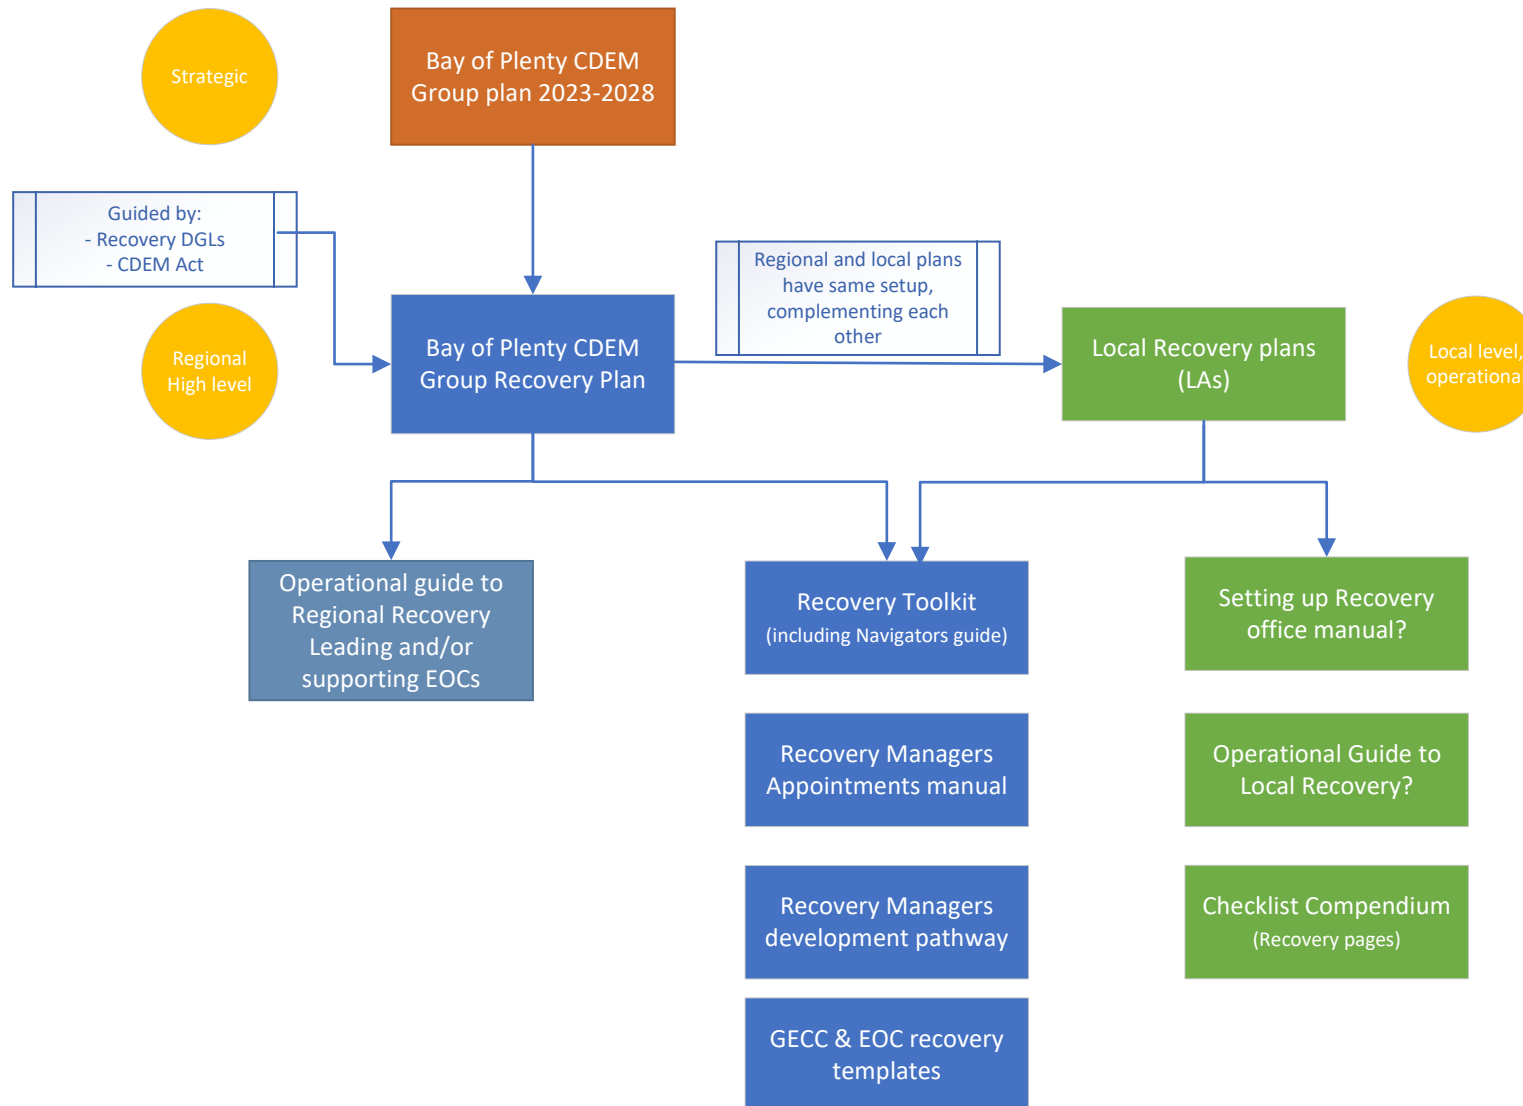 Strategic
Bay of Plenty CDEM
Group plan 2023-2028
Guided by:
- Recovery DGLs
- CDEM Act
Regional and local plans
have same setup,
complementing each
other
Regional
High level
Bay of Plenty CDEM
Group Recovery Plan
Local Recovery plans
(LAs)
Local level,
operational
Operational guide to
Regional Recovery
Leading and/or
supporting EOCs
Recovery Toolkit
(including Navigators guide)
Setting up Recovery
office manual?
Recovery Managers
Appointments manual
Operational Guide to
Local Recovery?
Recovery Managers
development pathway
Checklist Compendium
(Recovery pages)
GECC & EOC recovery
templates